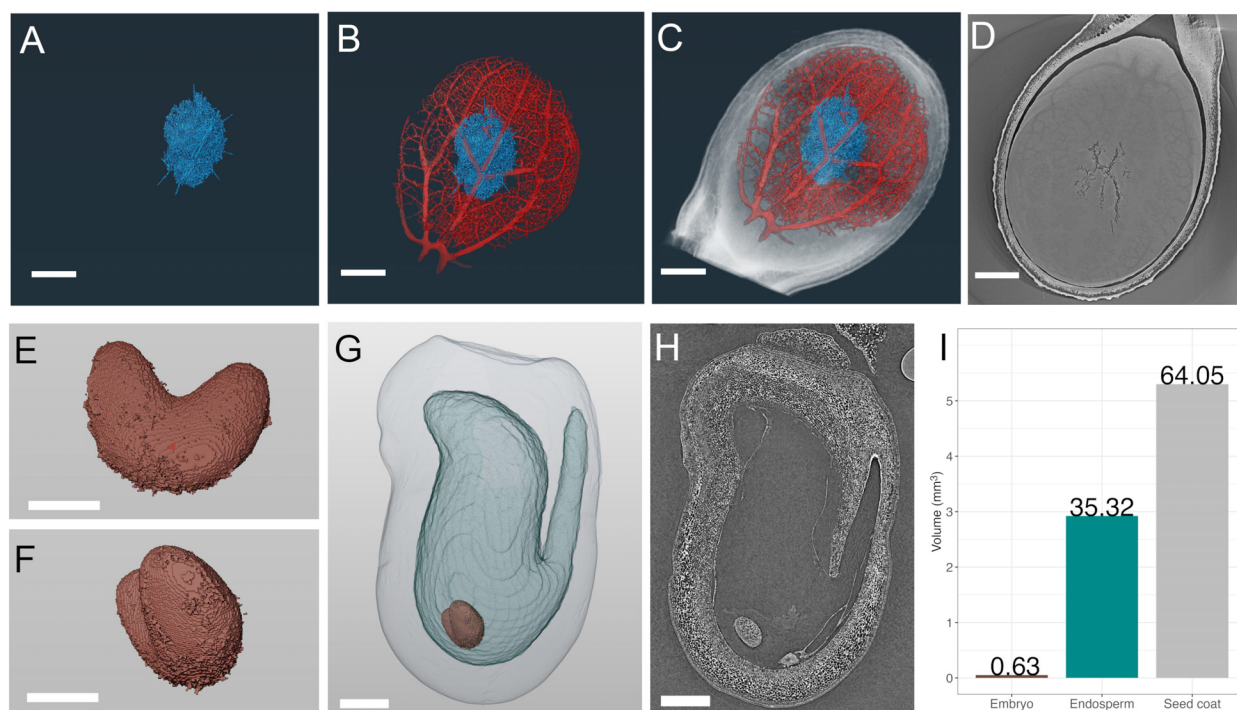 A
B
C
D
E
F
G
H
I
64.05
35.32
0.63
Volume (mm³)
5
4
3
2
1
0
Embryo Endosperm Seed coat